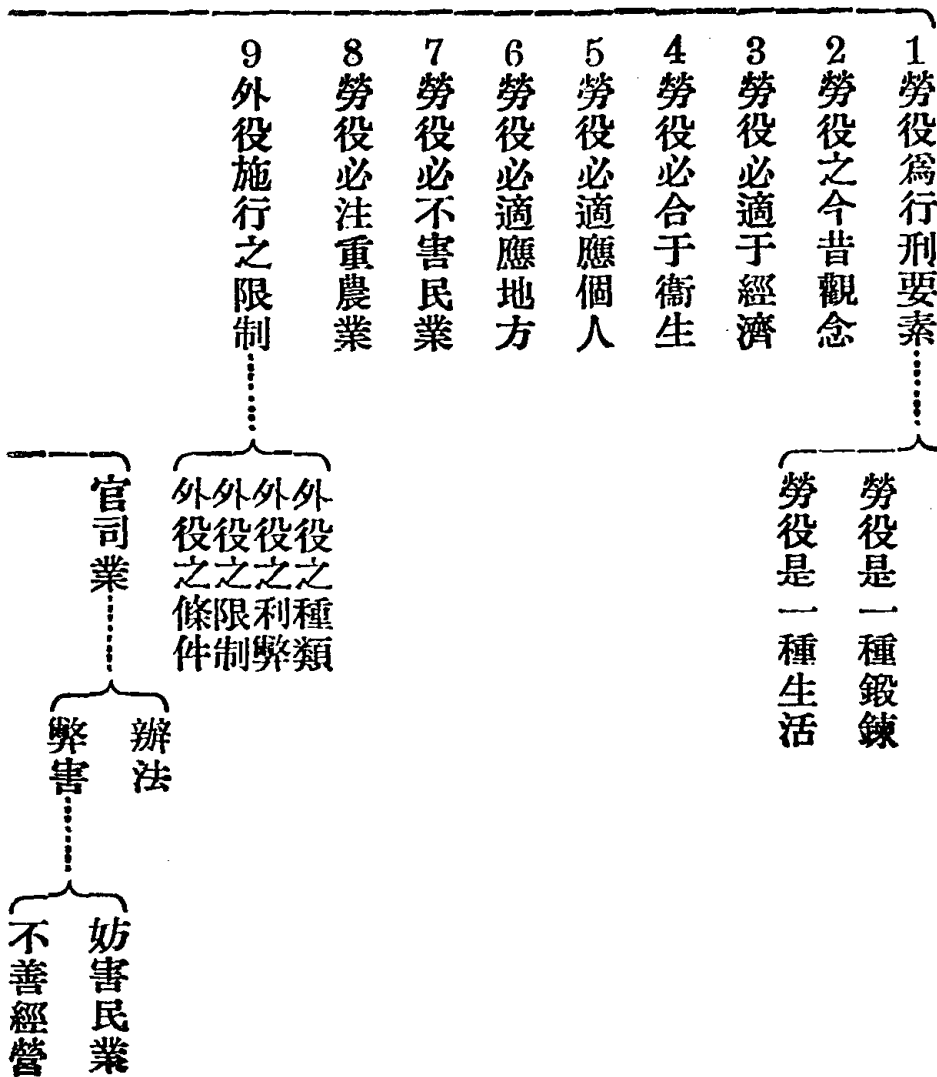 1 勞役爲行刑要素
勞役是一種鍛鍊
勞役是一種生活
2 勞役之今昔觀念
3 勞役必適于經濟
4 勞役必合于衞生
5 勞役必適應個人
6 勞役必適應地方
7 勞役必不害民業
8 勞役必注重農業
9 外役施行之限制
外役之種類
外役之利弊
外役之限制
外役之條件
官司業
辦法
弊害
妨害民業
不善經營